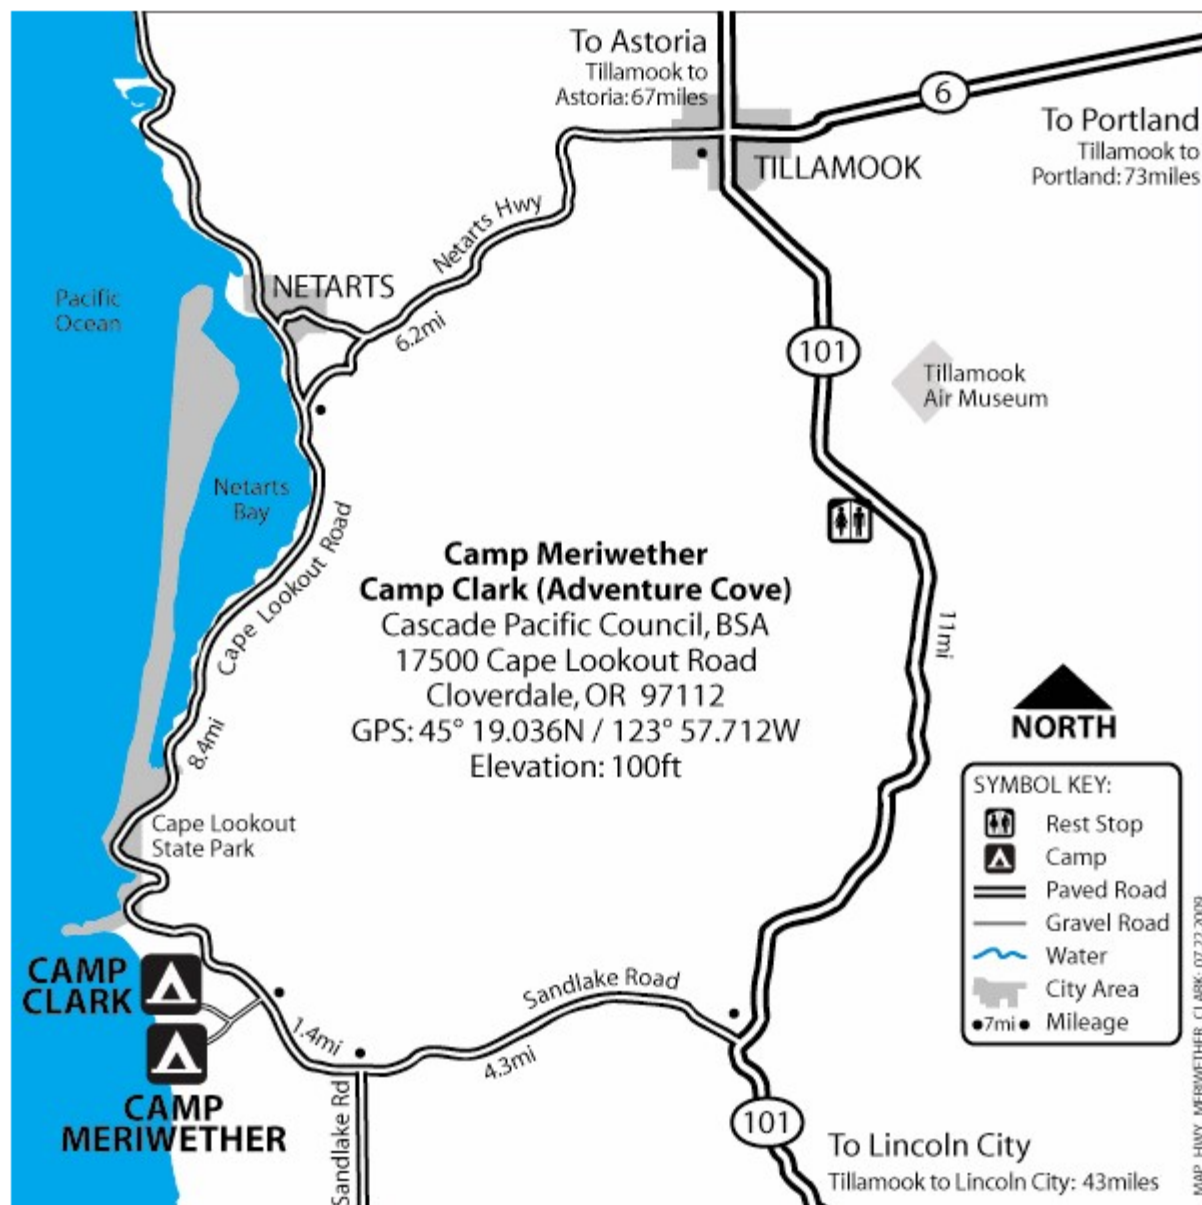 To Astoria
Tillamook to
Astoria: 67miles
6
To Portland
Tillamook to
Portland: 73miles
TILLAMOOK
Netarts Hwy
NETARTS
6.2mi
Pacific
Ocean
101
Tillamook
Air Museum
Netarts
Bay
Cape Lookout Road
8.4mi
Camp Meriwether
Camp Clark (Adventure Cove)
Cascade Pacific Council, BSA
17500 Cape Lookout Road
Cloverdale, OR 97112
GPS: 45° 19.036N / 123° 57.712W
Elevation: 100ft
11mi
NORTH
SYMBOL KEY:
Rest Stop
Camp
Paved Road
Gravel Road
Water
City Area
7mi Mileage
Cape Lookout
State Park
CAMP
CLARK
CAMP
MERIWETHER
1.4mi
Sandlake Road
4.3mi
Sandlake Rd
101
To Lincoln City
Tillamook to Lincoln City: 43miles
MAP_HWY_MERIWETHER_CLARK: 07.22.2009